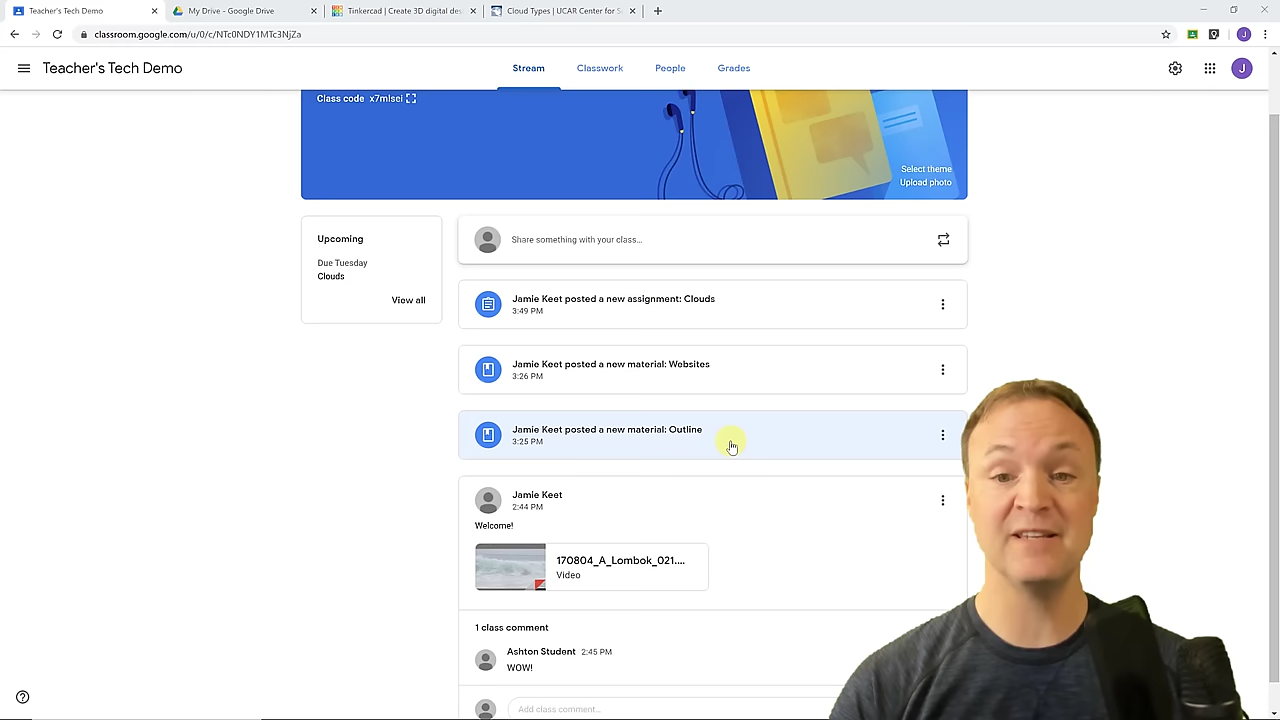 Teacher's Tech Demo
My Drive - Google Drive
Tinkercad | Create 3D digital des
Cloud Types | UCAR Center for S
classroom.google.com/u/0/c/NTc0NDY1MTc3NjZa
J
Teacher's Tech Demo
Stream
Classwork
People
Grades
J
Class code x7mlsei
Select theme
Upload photo
Upcoming
Due Tuesday
Clouds
View all
Share something with your class...
Jamie Keet posted a new assignment: Clouds
3:49 PM
Jamie Keet posted a new material: Websites
3:26 PM
Jamie Keet posted a new material: Outline
3:25 PM
Jamie Keet
2:44 PM
Welcome!
170804_A_Lombok_021....
Video
1 class comment
Ashton Student 2:45 PM
WOW!
Add class comment...